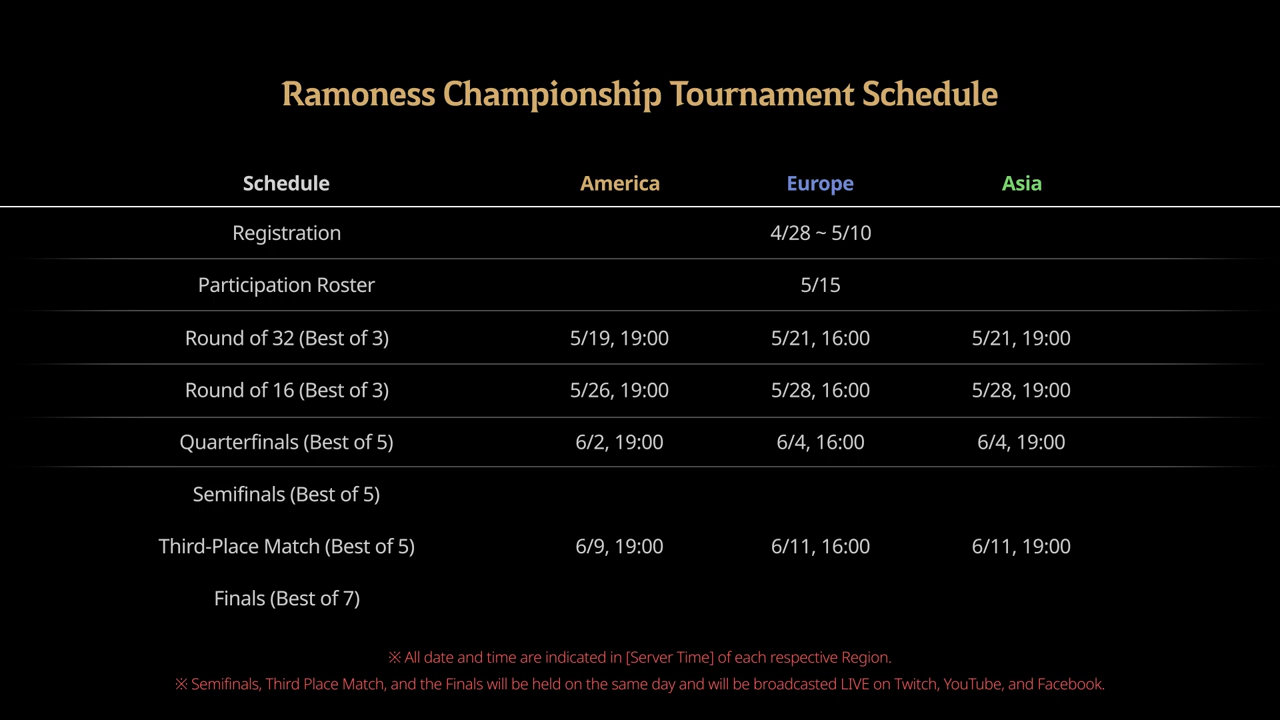 Ramoness Championship Tournament Schedule
Schedule America Europe Asia
Registration 4/28 ~ 5/10
Participation Roster 5/15
Round of 32 (Best of 3) 5/19, 19:00 5/21, 16:00 5/21, 19:00
Round of 16 (Best of 3) 5/26, 19:00 5/28, 16:00 5/28, 19:00
Quarterfinals (Best of 5) 6/2, 19:00 6/4, 16:00 6/4, 19:00
Semifinals (Best of 5)
Third-Place Match (Best of 5) 6/9, 19:00 6/11, 16:00 6/11, 19:00
Finals (Best of 7)
※ All date and time are indicated in [Server Time] of each respective Region.
※ Semifinals, Third Place Match, and the Finals will be held on the same day and will be broadcasted LIVE on Twitch, YouTube, and Facebook.